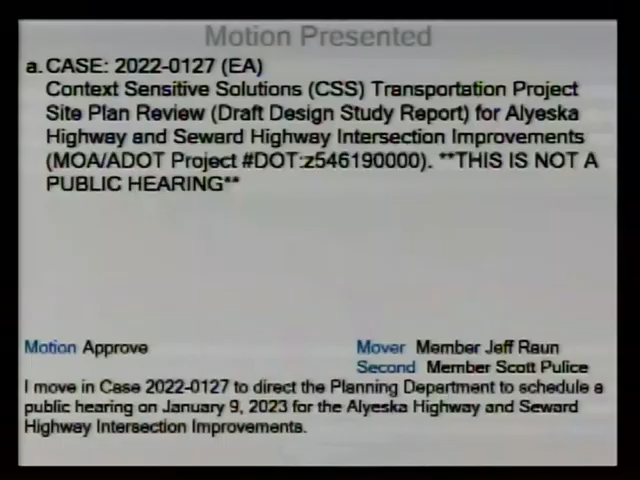 Motion Presented
a. CASE: 2022-0127 (EA)
Context Sensitive Solutions (CSS) Transportation Project
Site Plan Review (Draft Design Study Report) for Alyeska
Highway and Seward Highway Intersection Improvements
(MOA/ADOT Project #DOT:z546190000). **THIS IS NOT A
PUBLIC HEARING**
Motion Approve
Mover Member Jeff Raun
Second Member Scott Pulice
I move in Case 2022-0127 to direct the Planning Department to schedule a
public hearing on January 9, 2023 for the Alyeska Highway and Seward
Highway Intersection Improvements.